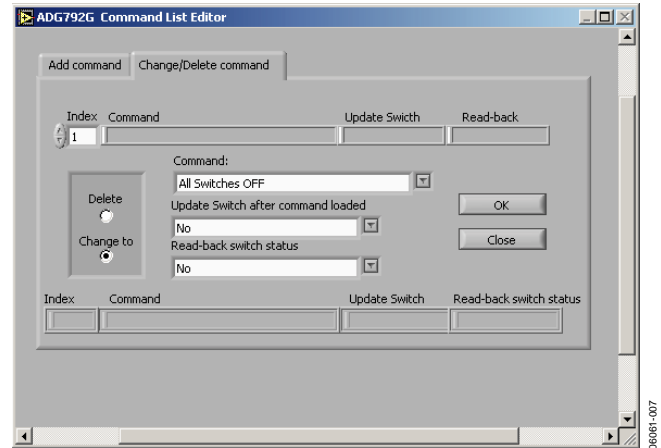 ADG792G Command List Editor
Add command Change/Delete command
Index Command Update Swicth Read-back
1
Command:
All Switches OFF
Delete
Update Switch after command loaded
No
OK
Change to
Read-back switch status
No
Close
Index Command Update Switch Read-back switch status
06061-007